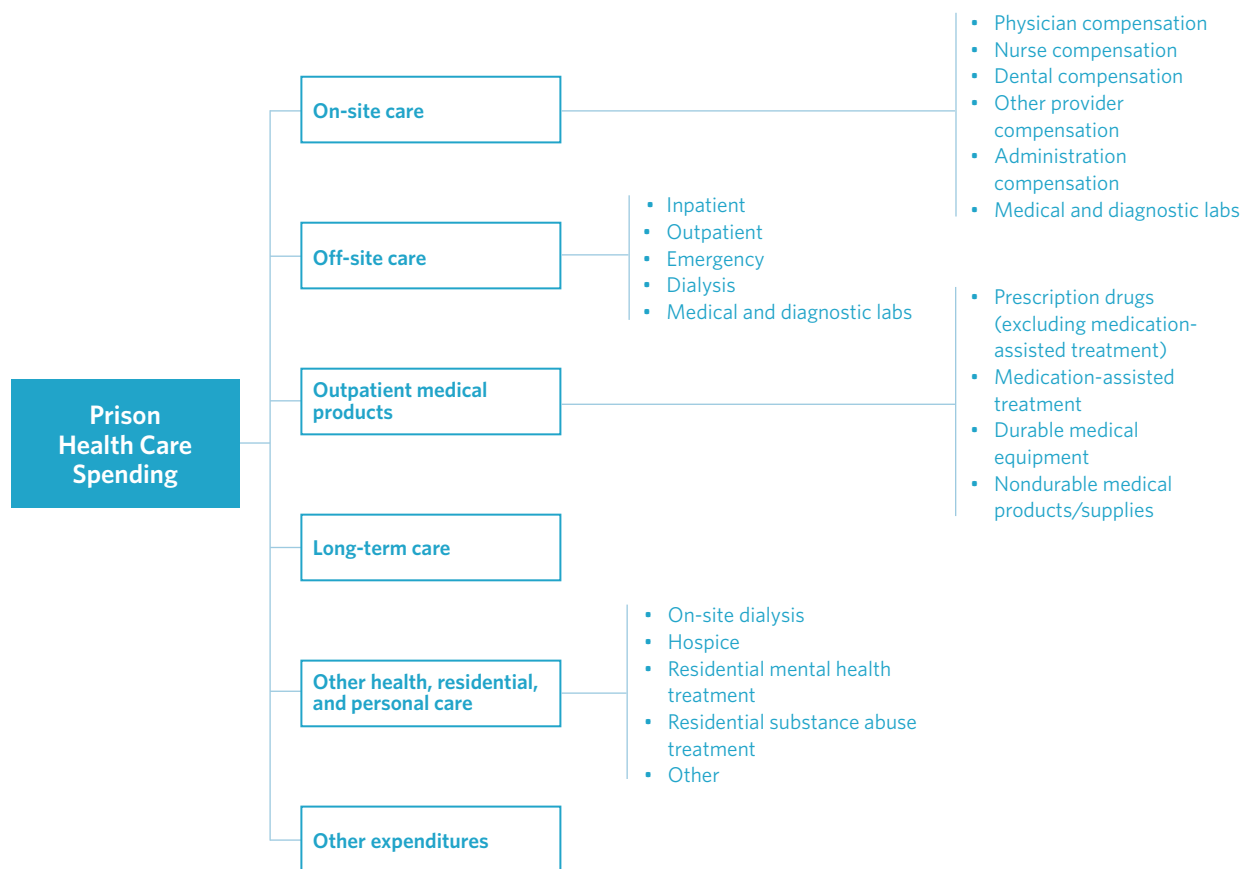 Prison
Health Care
Spending
On-site care
• Physician compensation
• Nurse compensation
• Dental compensation
• Other provider
compensation
• Administration
compensation
• Medical and diagnostic labs
Off-site care
• Inpatient
• Outpatient
• Emergency
• Dialysis
• Medical and diagnostic labs
Outpatient medical
products
• Prescription drugs
(excluding medication-
assisted treatment)
• Medication-assisted
treatment
• Durable medical
equipment
• Nondurable medical
products/supplies
Long-term care
Other health, residential,
and personal care
• On-site dialysis
• Hospice
• Residential mental health
treatment
• Residential substance abuse
treatment
• Other
Other expenditures